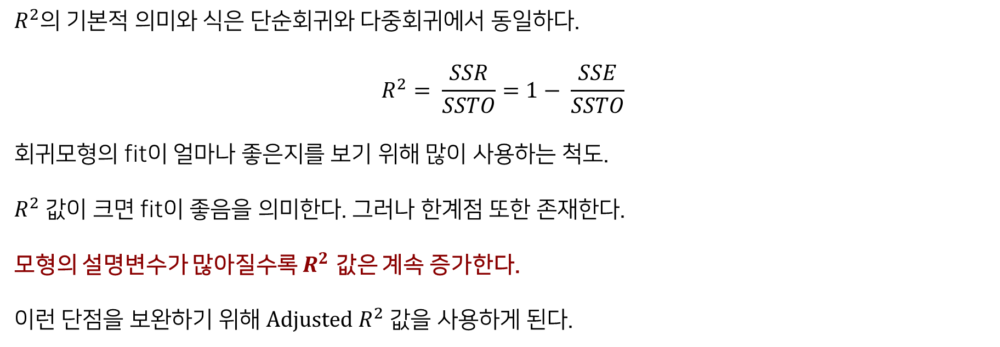 R²의 기본적 의미와 식은 단순회귀와 다중회귀에서 동일하다.
R² = SSR/SSTO = 1 − SSE/SSTO
회귀모형의 fit이 얼마나 좋은지를 보기 위해 많이 사용하는 척도.
R² 값이 크면 fit이 좋음을 의미한다. 그러나 한계점 또한 존재한다.
모형의 설명변수가 많아질수록 R² 값은 계속 증가한다.
이런 단점을 보완하기 위해 Adjusted R² 값을 사용하게 된다.